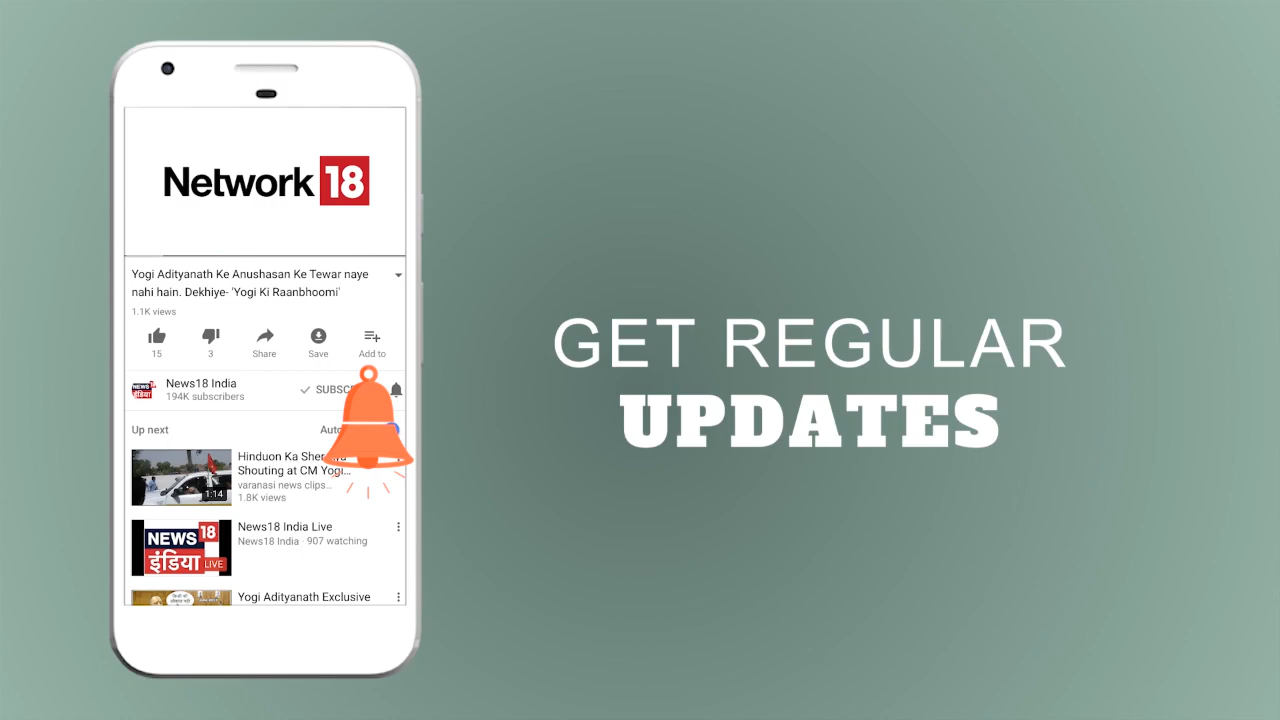 Network 18
Yogi Adityanath Ke Anushasan Ke Tewar naye
nahi hain. Dekhiye- 'Yogi Ki Raanbhoomi'
1.1K views
15 3 Share Save Add to
News18 India
194K subscribers
Up next
Hinduon Ka
Shouting at CM Yogi...
varanasi news clips...
1.8K views
1:14
News18 India Live
News18 India · 907 watching
NEWS 18
इंडिया LIVE
Yogi Adityanath Exclusive
GET REGULAR
UPDATES